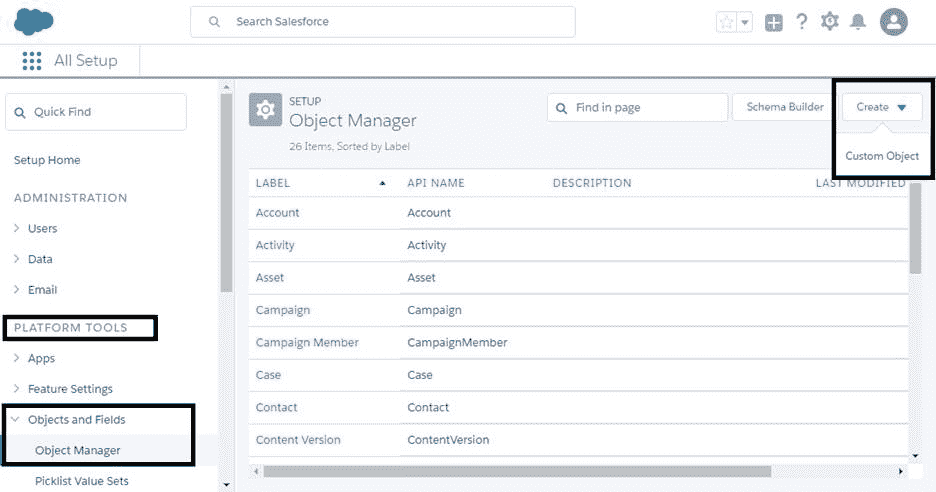 Search Salesforce
All Setup
Quick Find
Setup Home
ADMINISTRATION
Users
Data
Email
PLATFORM TOOLS
Apps
Feature Settings
Objects and Fields
Object Manager
Picklist Value Sets
SETUP
Object Manager
26 Items, Sorted by Label
Find in page
Schema Builder
Create
Custom Object
LABEL API NAME DESCRIPTION LAST MODIFIED
Account Account
Activity Activity
Asset Asset
Campaign Campaign
Campaign Member CampaignMember
Case Case
Contact Contact
Content Version ContentVersion